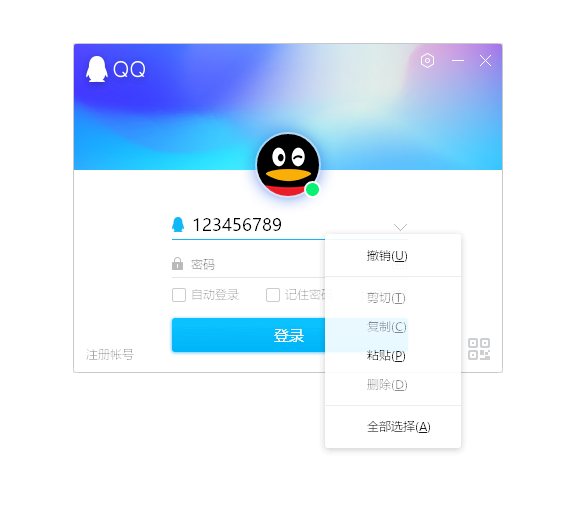 QQ
123456789
撤销(U)
密码
自动登录
记住密码
剪切(T)
复制(C)
登录
粘贴(P)
注册帐号
删除(D)
全部选择(A)